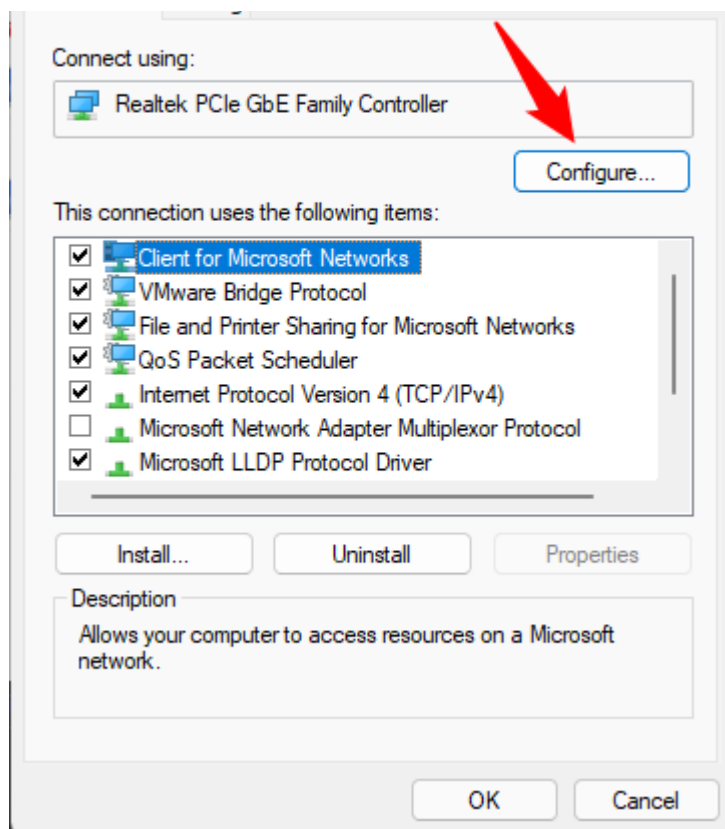 Connect using:
Realtek PCIe GbE Family Controller
Configure...
This connection uses the following items:
Client for Microsoft Networks
VMware Bridge Protocol
File and Printer Sharing for Microsoft Networks
QoS Packet Scheduler
Internet Protocol Version 4 (TCP/IPv4)
Microsoft Network Adapter Multiplexor Protocol
Microsoft LLDP Protocol Driver
Install... Uninstall Properties
Description
Allows your computer to access resources on a Microsoft
network.
OK Cancel